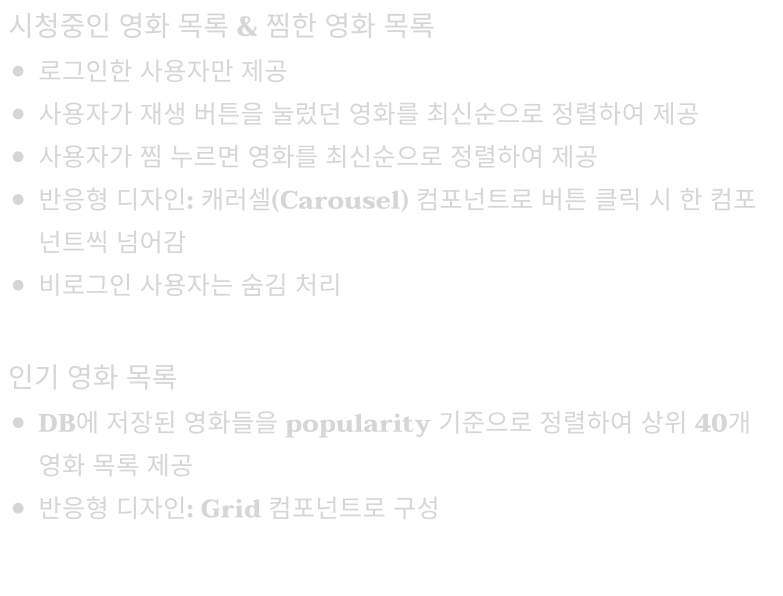 시청중인 영화 목록 & 찜한 영화 목록
● 로그인한 사용자만 제공
● 사용자가 재생 버튼을 눌렀던 영화를 최신순으로 정렬하여 제공
● 사용자가 찜 누르면 영화를 최신순으로 정렬하여 제공
● 반응형 디자인: 캐러셀(Carousel) 컴포넌트로 버튼 클릭 시 한 컴포
넌트씩 넘어감
● 비로그인 사용자는 숨김 처리
인기 영화 목록
● DB에 저장된 영화들을 popularity 기준으로 정렬하여 상위 40개
영화 목록 제공
● 반응형 디자인: Grid 컴포넌트로 구성